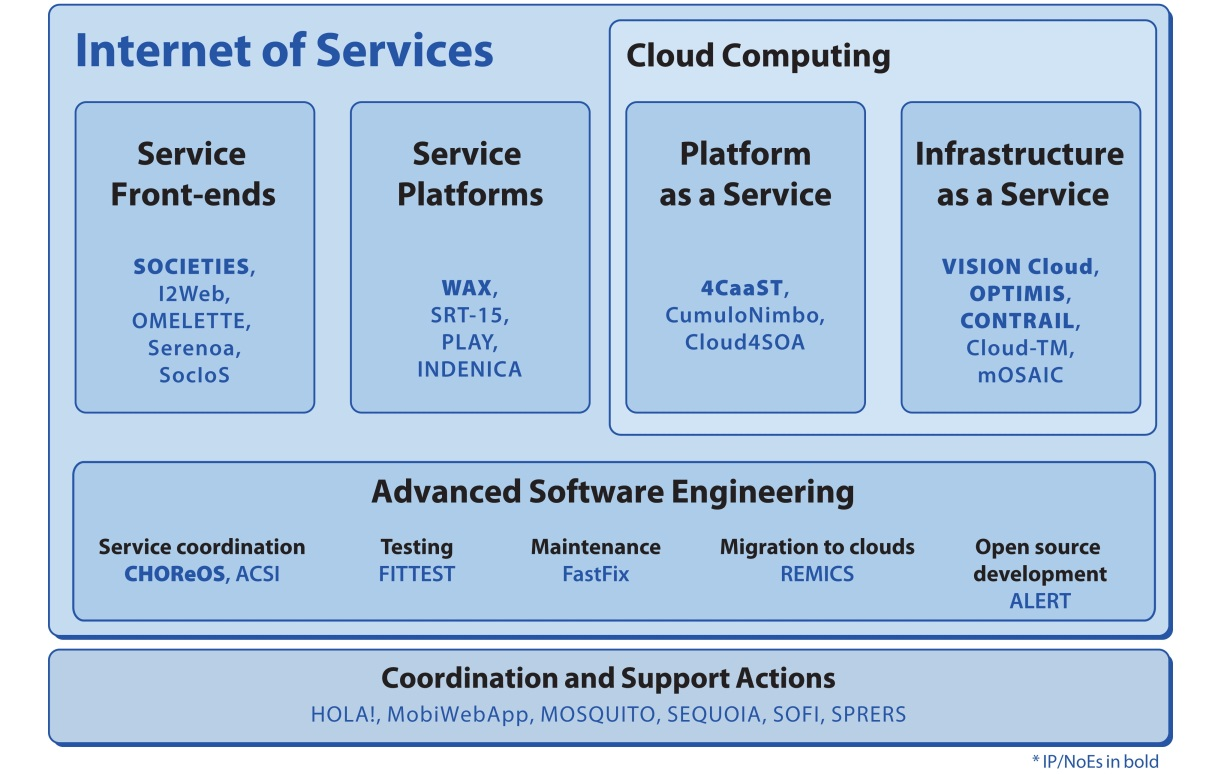 Internet of Services
Cloud Computing
Service
Front-ends
SOCIETIES,
I2Web,
OMELETTE,
Serenoa,
SocIoS
Service
Platforms
WAX,
SRT-15,
PLAY,
INDENICA
Platform
as a Service
4CaaST,
CumuloNimbo,
Cloud4SOA
Infrastructure
as a Service
VISION Cloud,
OPTIMIS,
CONTRAIL,
Cloud-TM,
mOSAIC
Advanced Software Engineering
Service coordination
CHOReOS, ACSI
Testing
FITTEST
Maintenance
FastFix
Migration to clouds
REMICS
Open source
development
ALERT
Coordination and Support Actions
HOLA!, MobiWebApp, MOSQUITO, SEQUOIA, SOFI, SPRERS
* IP/NoEs in bold